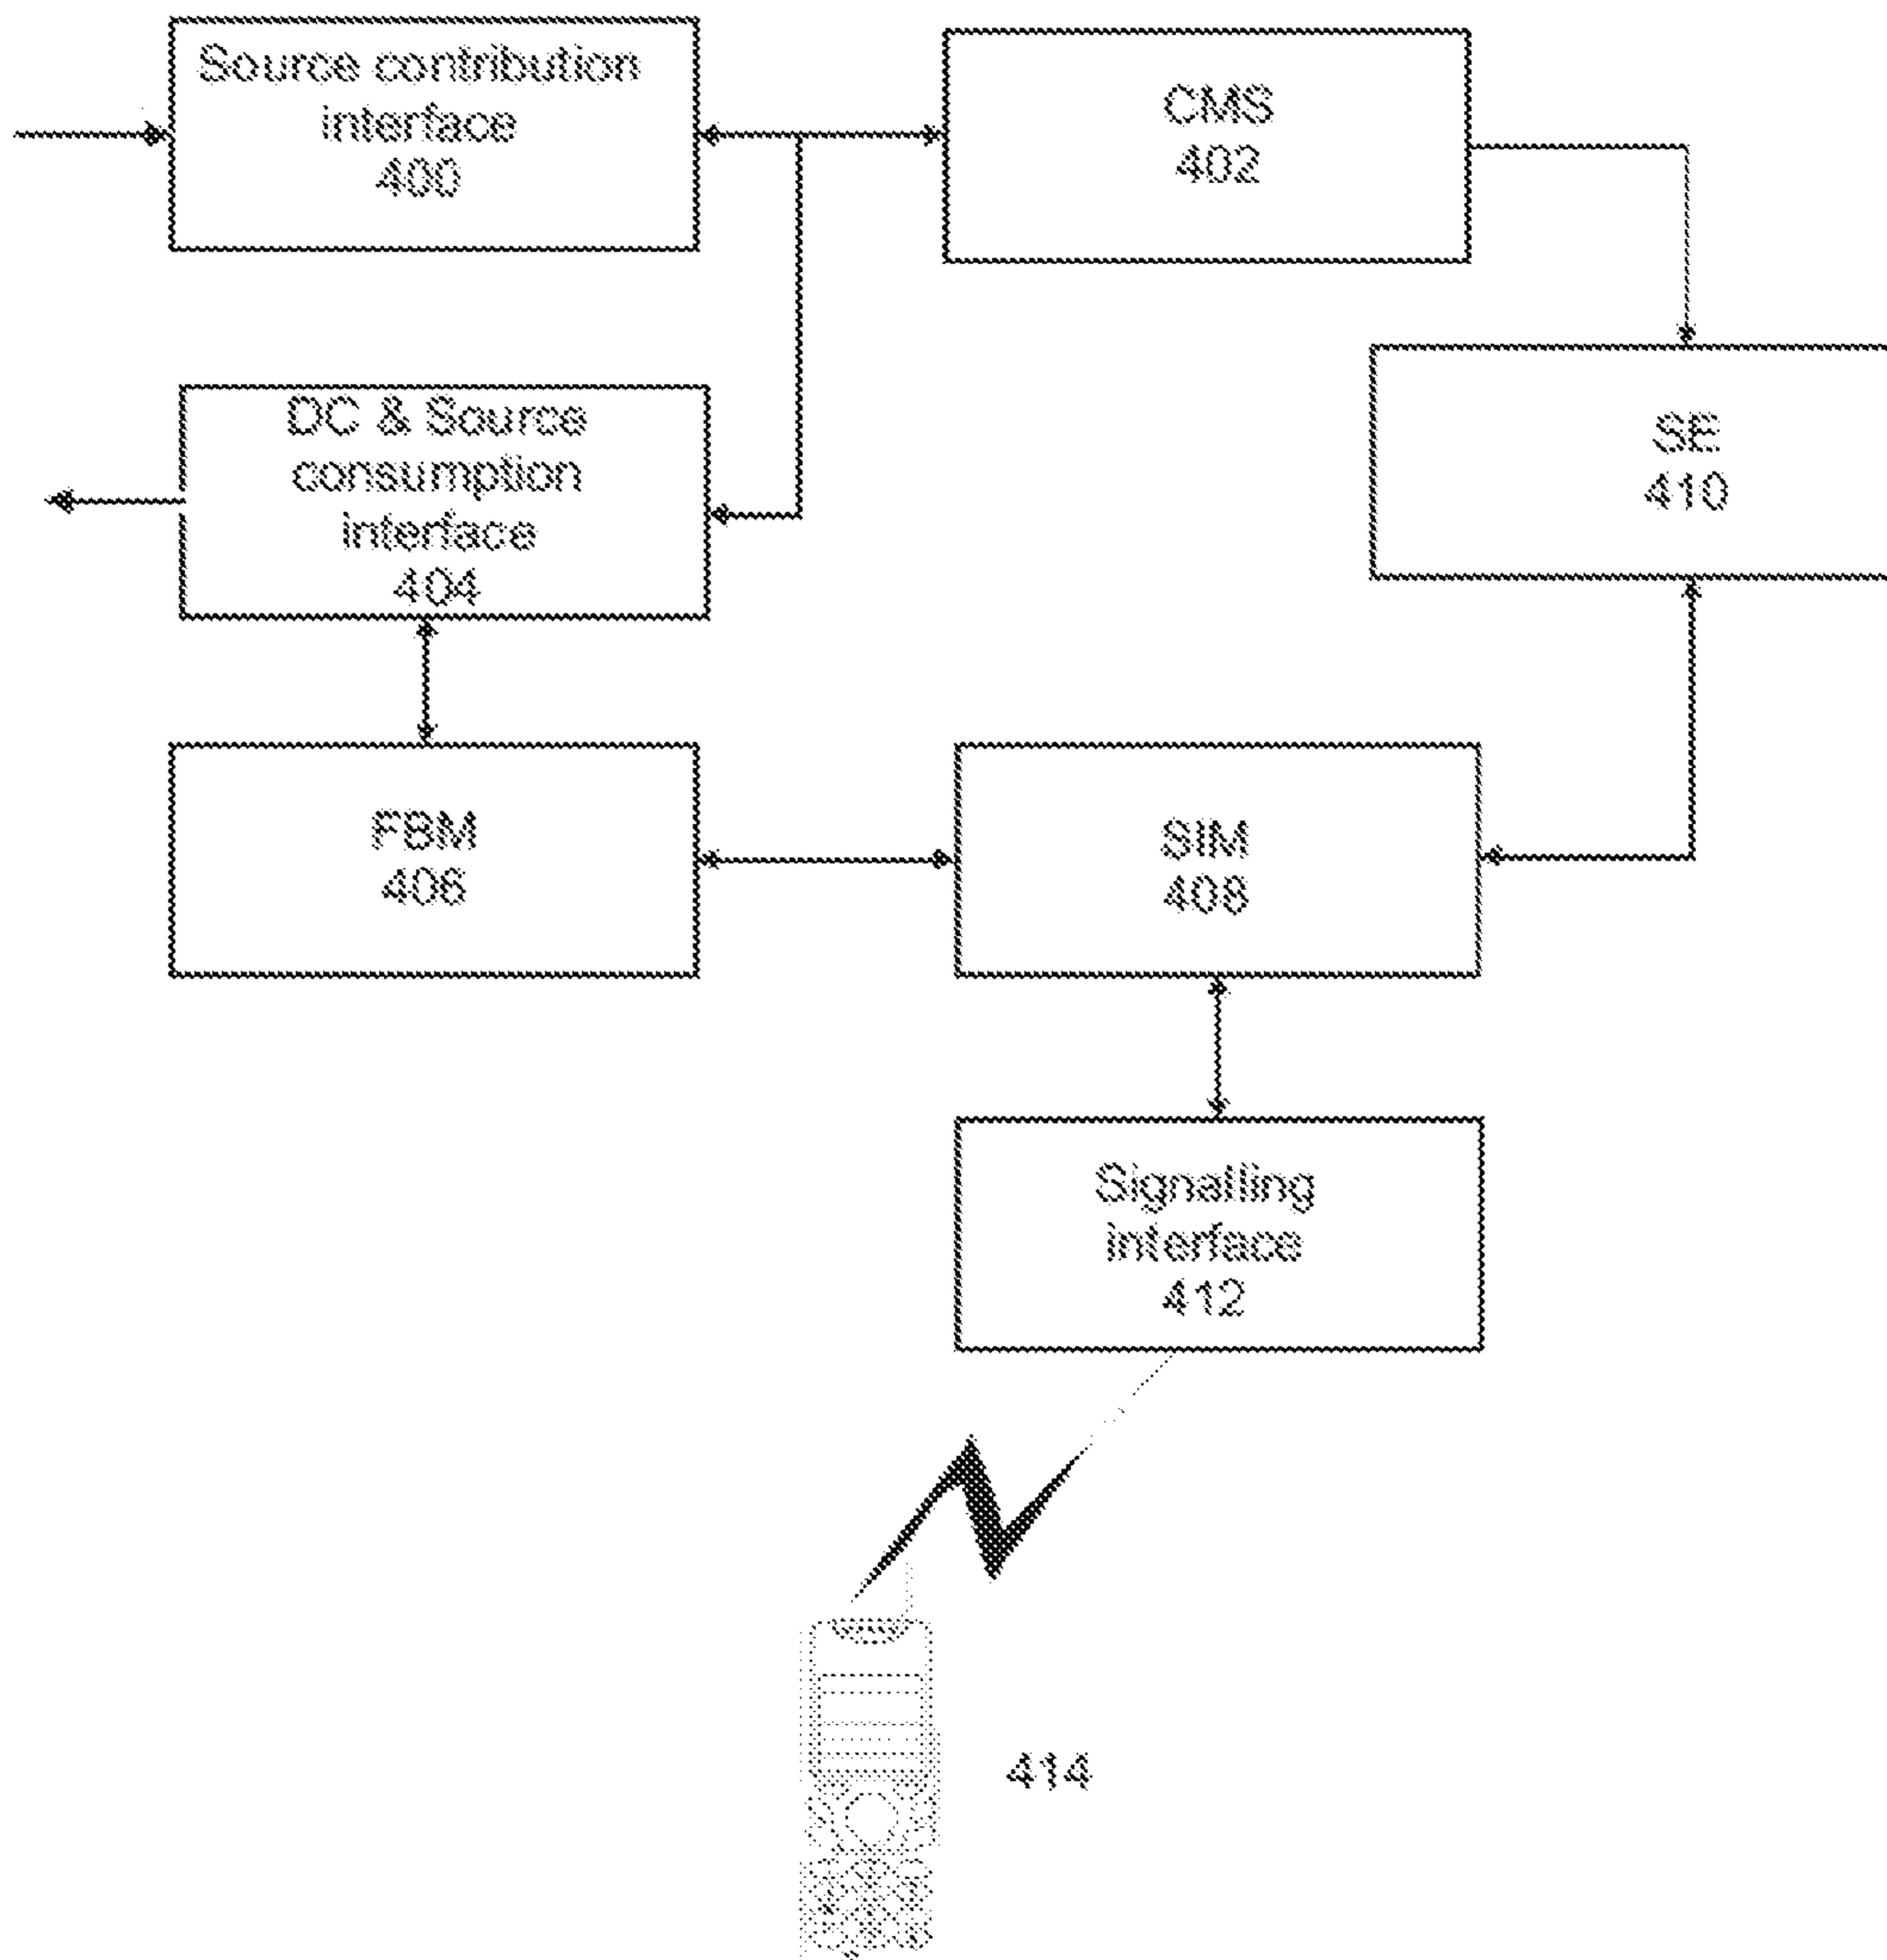 Source contribution
interface
400
CMS
402
DC & Source
consumption
interface
404
SE
410
FBM
406
SIM
408
Signalling
interface
412
414